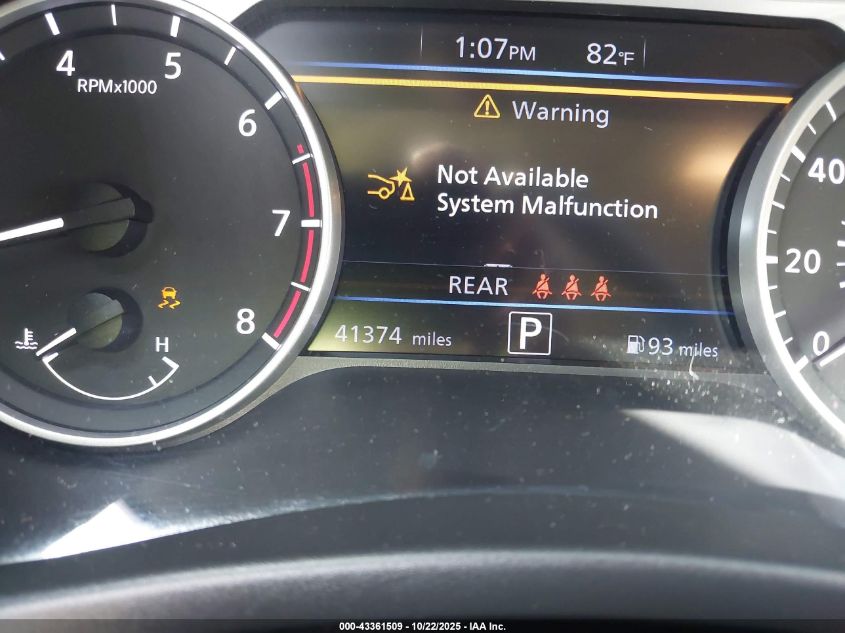 4
5
RPMx1000
6
7
8
H
1:07PM 82°F
Warning
Not Available
System Malfunction
REAR
41374 miles P 93 miles
40
20
0
000-43361509 - 10/22/2025 - IAA Inc.